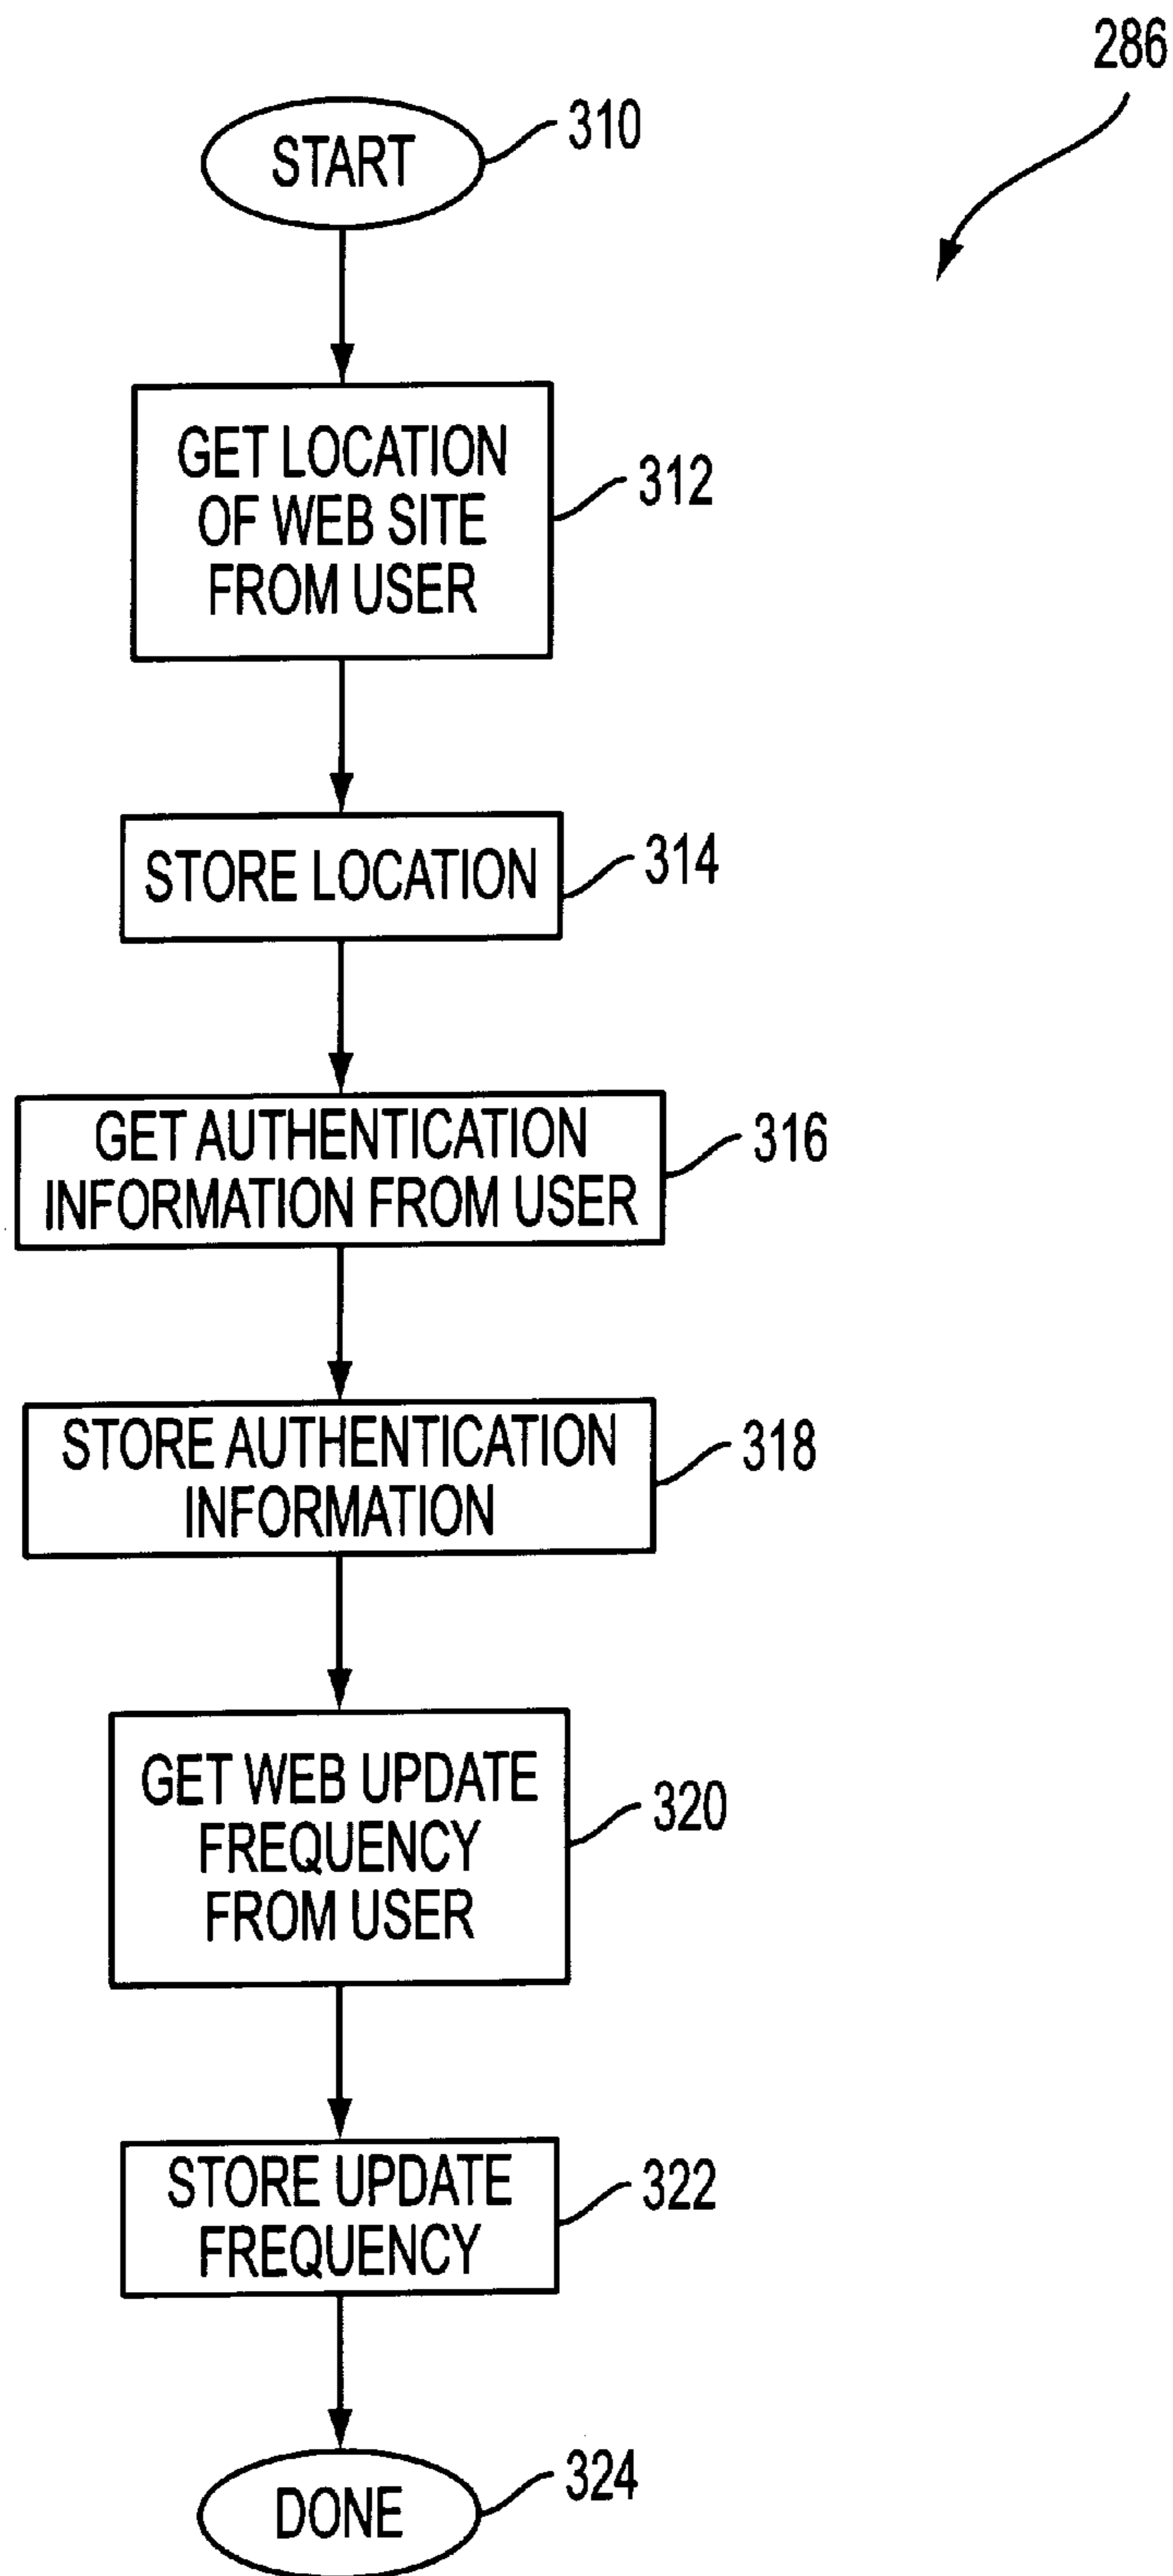 286
START
310
GET LOCATION
OF WEB SITE
FROM USER
312
STORE LOCATION
314
GET AUTHENTICATION
INFORMATION FROM USER
316
STORE AUTHENTICATION
INFORMATION
318
GET WEB UPDATE
FREQUENCY
FROM USER
320
STORE UPDATE
FREQUENCY
322
DONE
324